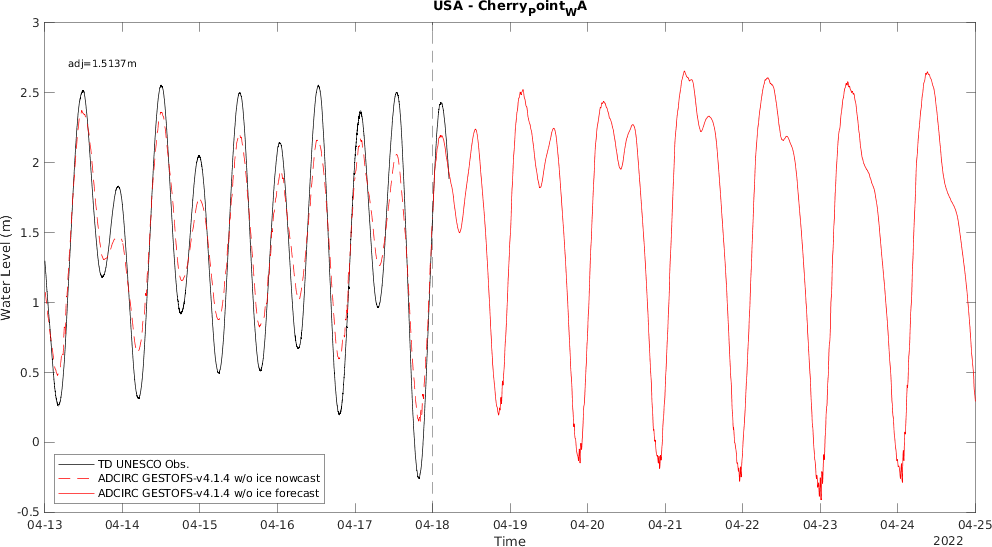 USA - CherryPointWA
adj=1.5137m
Water Level (m)
3
2.5
2
1.5
1
0.5
0
-0.5
TD UNESCO Obs.
ADCIRC GESTOFS-v4.1.4 w/o ice nowcast
ADCIRC GESTOFS-v4.1.4 w/o ice forecast
04-13 04-14 04-15 04-16 04-17 04-18 04-19 04-20 04-21 04-22 04-23 04-24 04-25
Time
2022